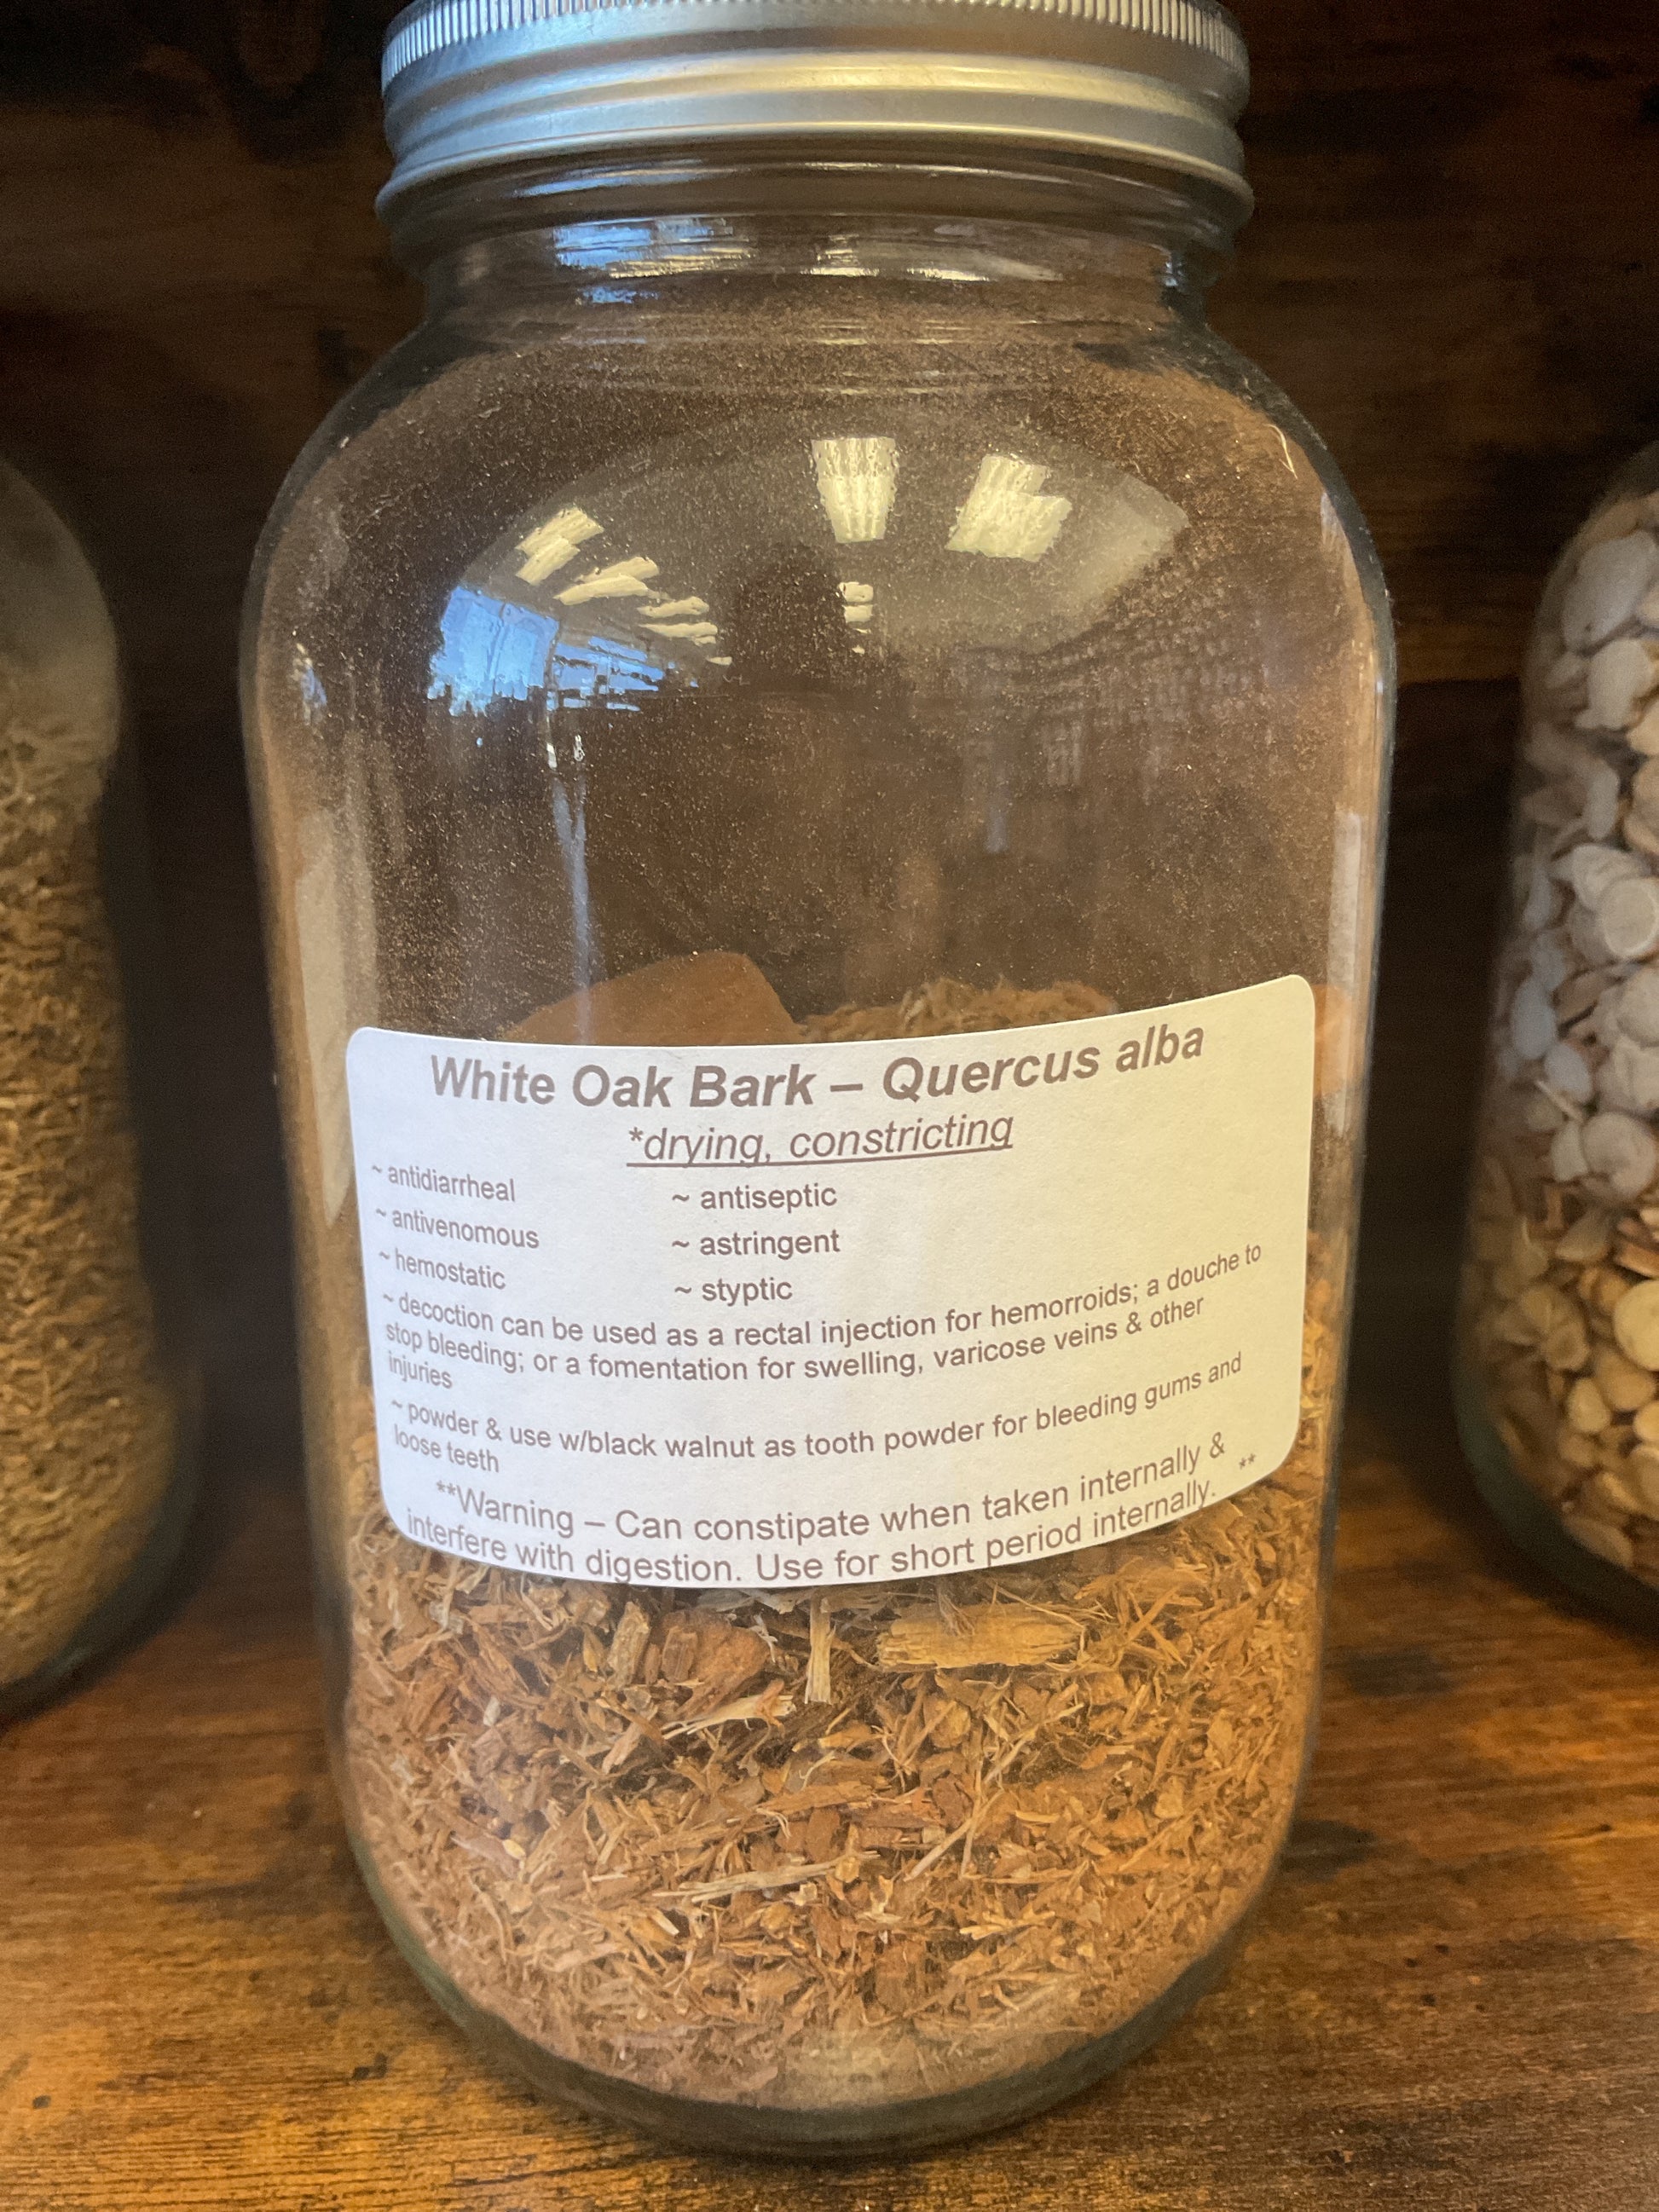 White Oak Bark – Quercus alba
*drying, constricting
~ antidiarrheal ~ antiseptic
~ antivenomous ~ astringent
~ hemostatic ~ styptic
~ decoction can be used as a rectal injection for hemorroids; a douche to
stop bleeding; or a fomentation for swelling, varicose veins & other
injuries
~ powder & use w/black walnut as tooth powder for bleeding gums and
loose teeth
**Warning – Can constipate when taken internally &
interfere with digestion. Use for short period internally. **